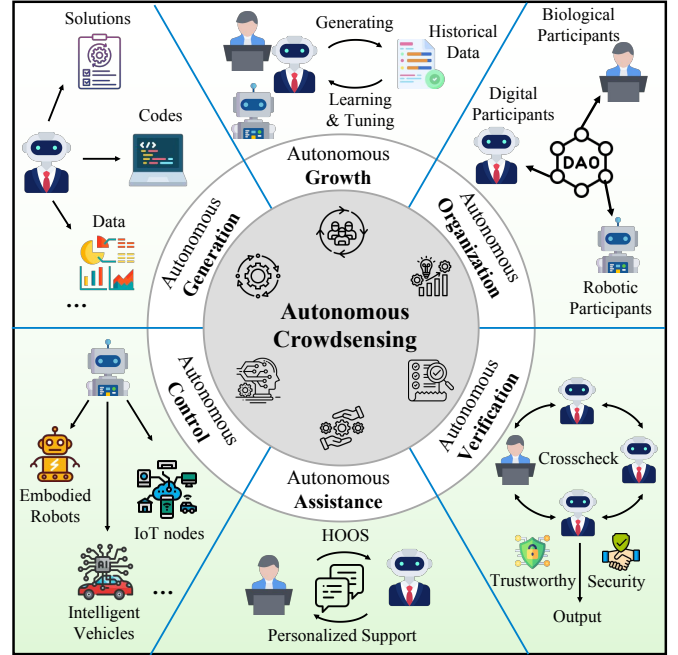 Solutions
Codes
Data
...
Autonomous
Generation
Generating
Historical
Data
Learning
& Tuning
Autonomous
Growth
Biological
Participants
Digital
Participants
DAO
Robotic
Participants
Autonomous
Organization
Autonomous
Crowdsensing
Autonomous
Control
Embodied
Robots
IoT nodes
AI
Intelligent
Vehicles
...
Autonomous
Assistance
HOOS
Personalized Support
Autonomous
Verification
Crosscheck
Trustworthy
Security
Output